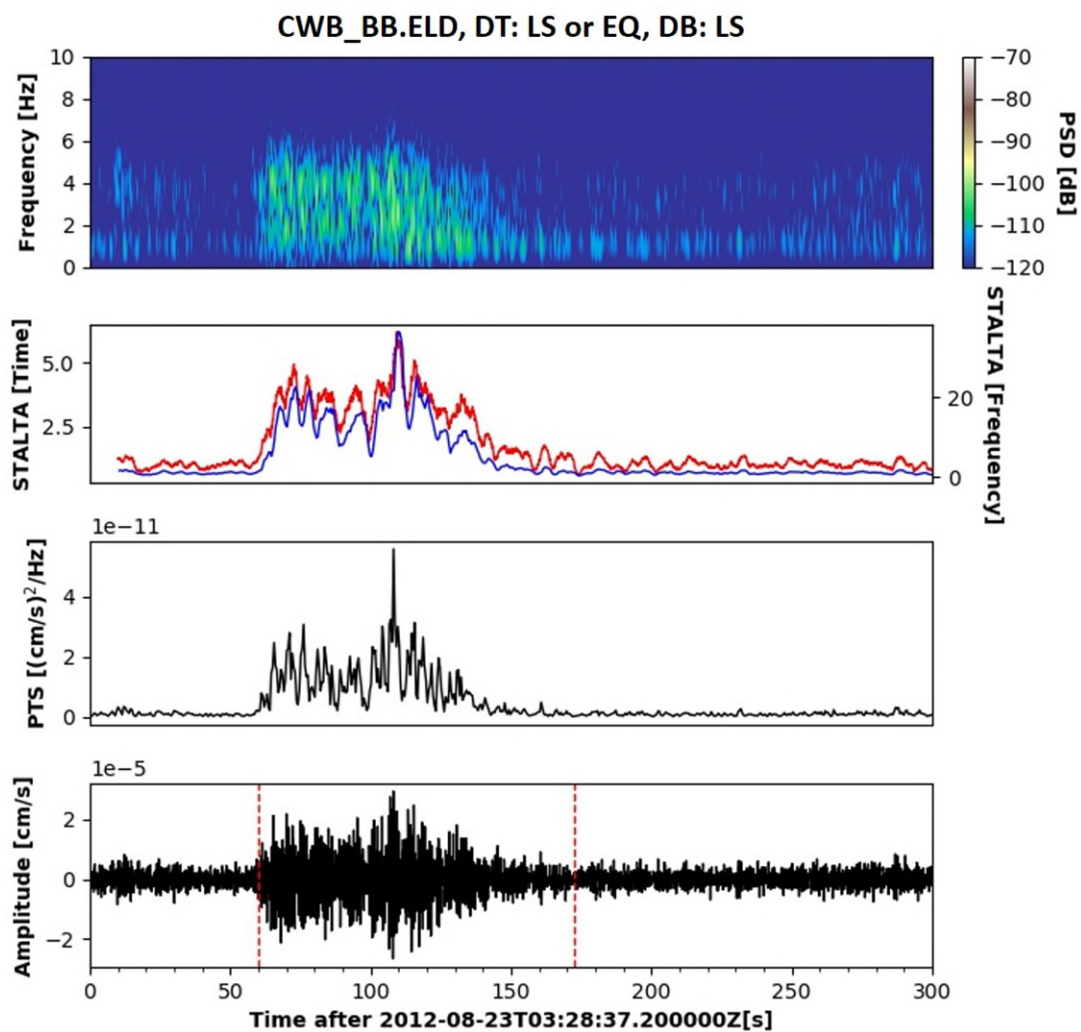 CWB_BB.ELD, DT: LS or EQ, DB: LS
10
8
6
4
2
0
Frequency [Hz]
−70
−80
−90
−100
−110
−120
PSD [dB]
5.0
2.5
STALTA [Time]
20
0
STALTA [Frequency]
1e−11
4
2
0
PTS [(cm/s)²/Hz]
1e−5
2
0
−2
Amplitude [cm/s]
0 50 100 150 200 250 300
Time after 2012-08-23T03:28:37.200000Z[s]